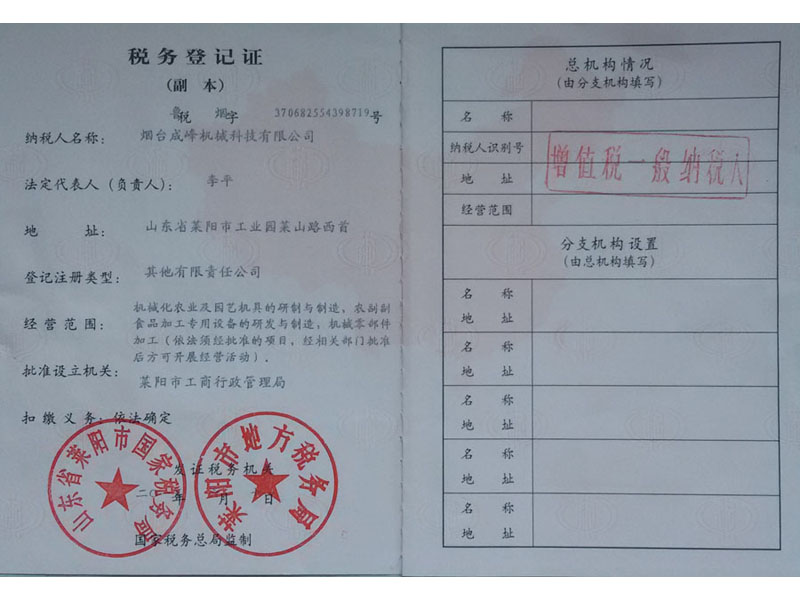 税务登记证
(副 本)
鲁税 烟字 370682554398719号
纳税人名称: 烟台成峰机械科技有限公司
法定代表人(负责人): 李平
地 址: 山东省莱阳市工业园莱山路西首
登记注册类型: 其他有限责任公司
经营范围: 机械化农业及园艺机具的研制与制造，农副副
食品加工专用设备的研发与制造，机械零部件
加工（依法须经批准的项目，经相关部门批准
后方可开展经营活动）。
批准设立机关: 莱阳市工商行政管理局
扣缴义务: 依法确定
山东省莱阳市国家税务局
莱阳市地方税务局
发证税务机关
二〇 年 月 日
国家税务总局监制
总机构情况
(由分支机构填写)
名 称
纳税人识别号
地 址
经营范围
增值税一般纳税人
分支机构设置
(由总机构填写)
名 称
地 址
名 称
地 址
名 称
地 址
名 称
地 址
名 称
地 址